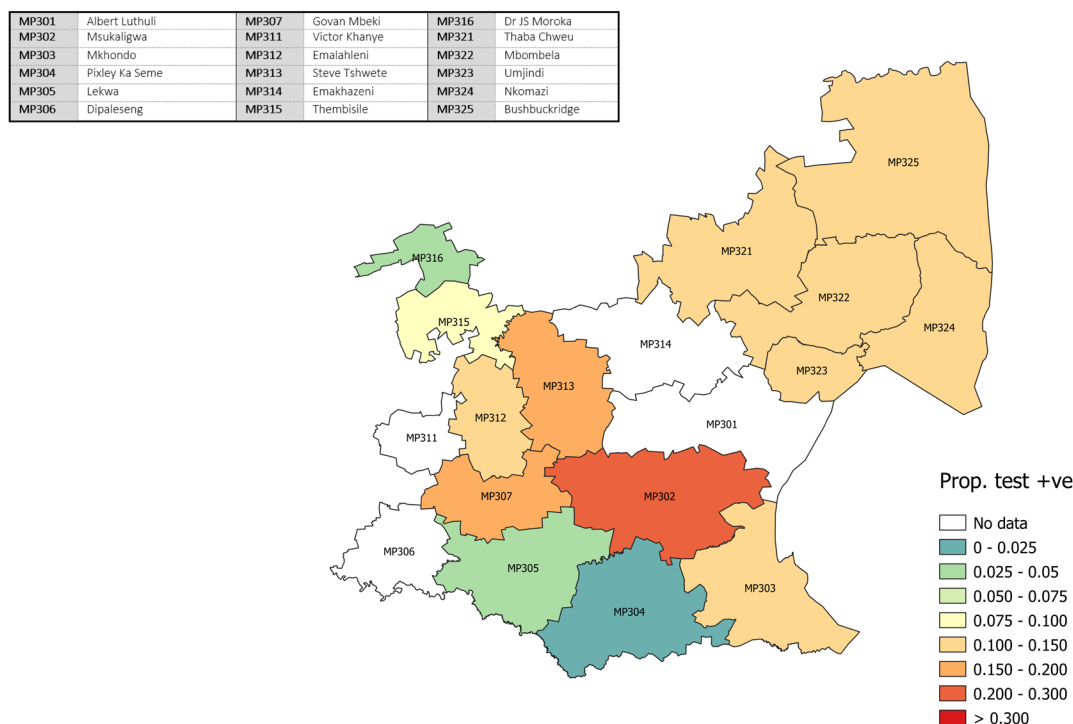 MP301 Albert Luthuli MP307 Govan Mbeki MP316 Dr JS Moroka
MP302 Msukaligwa MP311 Victor Khanye MP321 Thaba Chweu
MP303 Mkhondo MP312 Emalahleni MP322 Mbombela
MP304 Pixley Ka Seme MP313 Steve Tshwete MP323 Umjindi
MP305 Lekwa MP314 Emakhazeni MP324 Nkomazi
MP306 Dipaleseng MP315 Thembisile MP325 Bushbuckridge
MP325
MP321
MP316
MP322
MP315
MP324
MP314
MP323
MP313
MP312
MP301
MP311
MP307
MP302
MP306
MP305
MP303
MP304
Prop. test +ve
No data
0 - 0.025
0.025 - 0.05
0.050 - 0.075
0.075 - 0.100
0.100 - 0.150
0.150 - 0.200
0.200 - 0.300
> 0.300